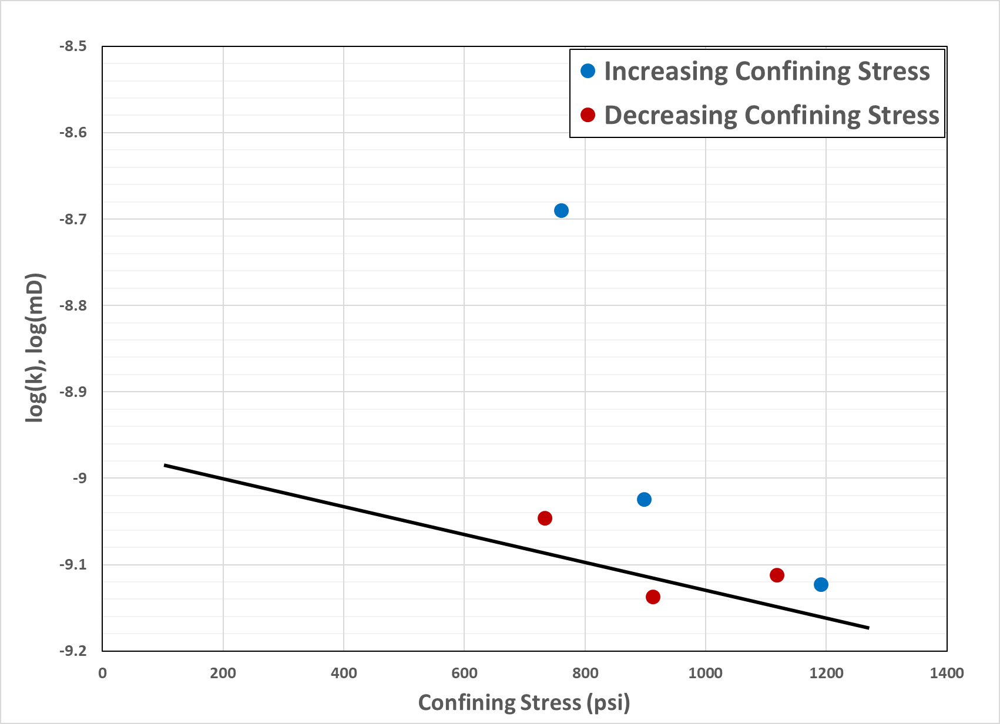 -8.5
-8.6
-8.7
-8.8
-8.9
-9
-9.1
-9.2
0 200 400 600 800 1000 1200 1400
Increasing Confining Stress
Decreasing Confining Stress
log(k), log(mD)
Confining Stress (psi)